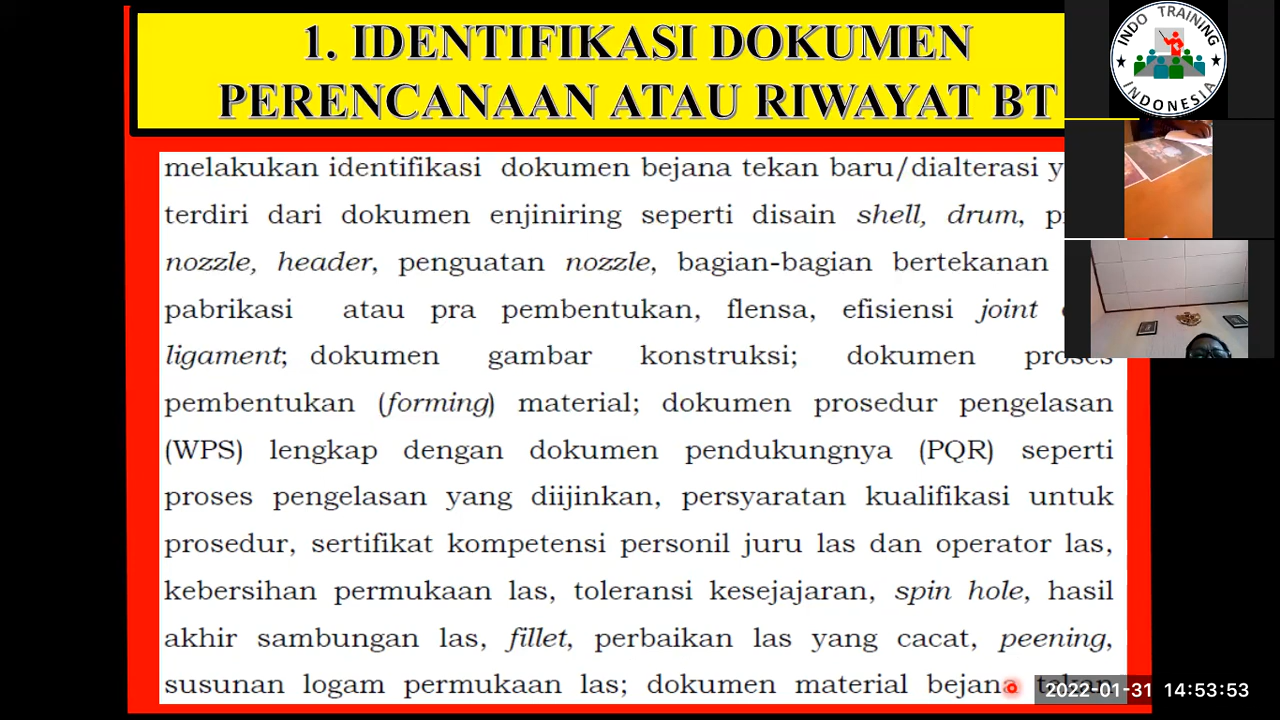 1. IDENTIFIKASI DOKUMEN
PERENCANAAN ATAU RIWAYAT BT
melakukan identifikasi dokumen bejana tekan baru/dialterasi
terdiri dari dokumen enjiniring seperti disain shell, drum,
nozzle, header, penguatan nozzle, bagian-bagian bertekanan
pabrikasi atau pra pembentukan, flensa, efisiensi joint
ligament; dokumen gambar konstruksi; dokumen proses
pembentukan (forming) material; dokumen prosedur pengelasan
(WPS) lengkap dengan dokumen pendukungnya (PQR) seperti
proses pengelasan yang diijinkan, persyaratan kualifikasi untuk
prosedur, sertifikat kompetensi personil juru las dan operator las,
kebersihan permukaan las, toleransi kesejajaran, spin hole, hasil
akhir sambungan las, fillet, perbaikan las yang cacat, peening,
susunan logam permukaan las; dokumen material bejana tekan
INDO TRAINING
INDONESIA
2022-01-31 14:53:53